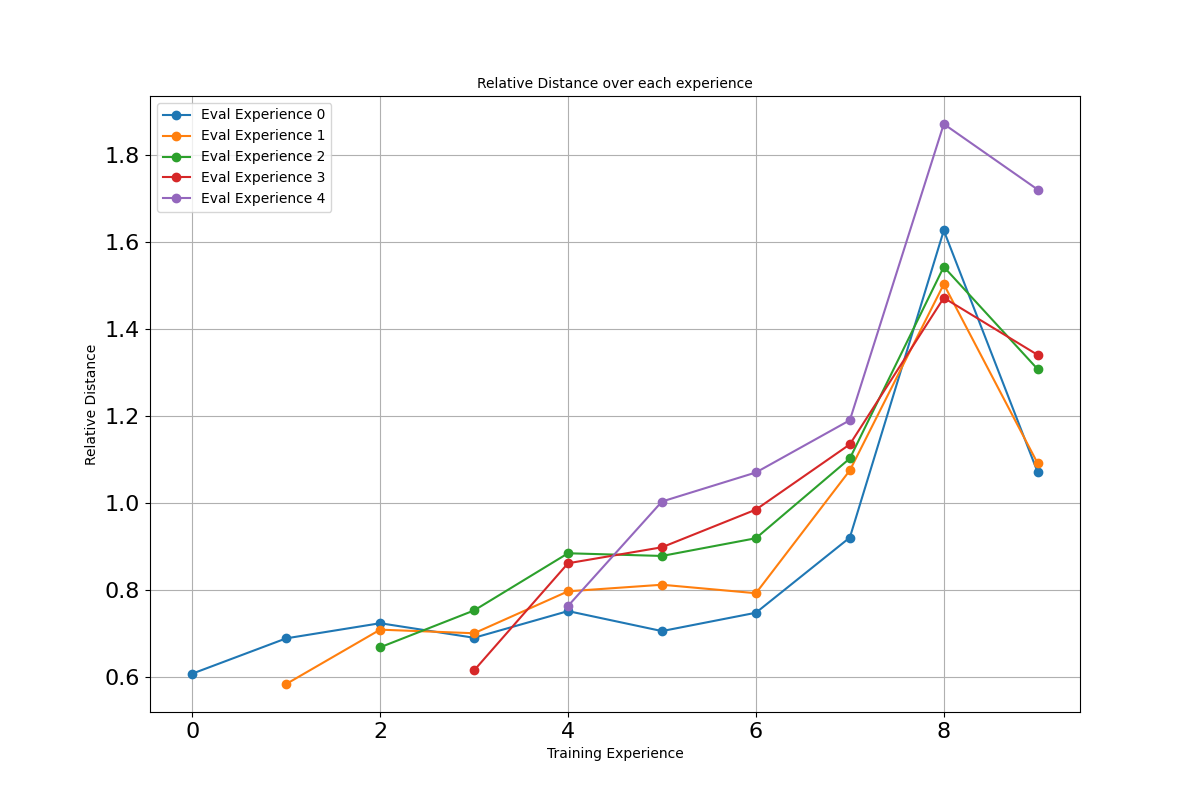 Relative Distance over each experience
Eval Experience 0
Eval Experience 1
Eval Experience 2
Eval Experience 3
Eval Experience 4
1.8
1.6
1.4
1.2
1.0
0.8
0.6
Relative Distance
0 2 4 6 8
Training Experience